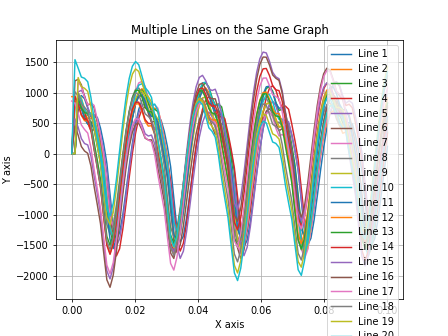 Multiple Lines on the Same Graph
Y axis
1500
1000
500
0
−500
−1000
−1500
−2000
0.00
0.02
0.04
0.06
X axis
Line 1
Line 2
Line 3
Line 4
Line 5
Line 6
Line 7
Line 8
Line 9
Line 10
Line 11
Line 12
Line 13
Line 14
Line 15
Line 16
Line 17
Line 18
Line 19
Line 20